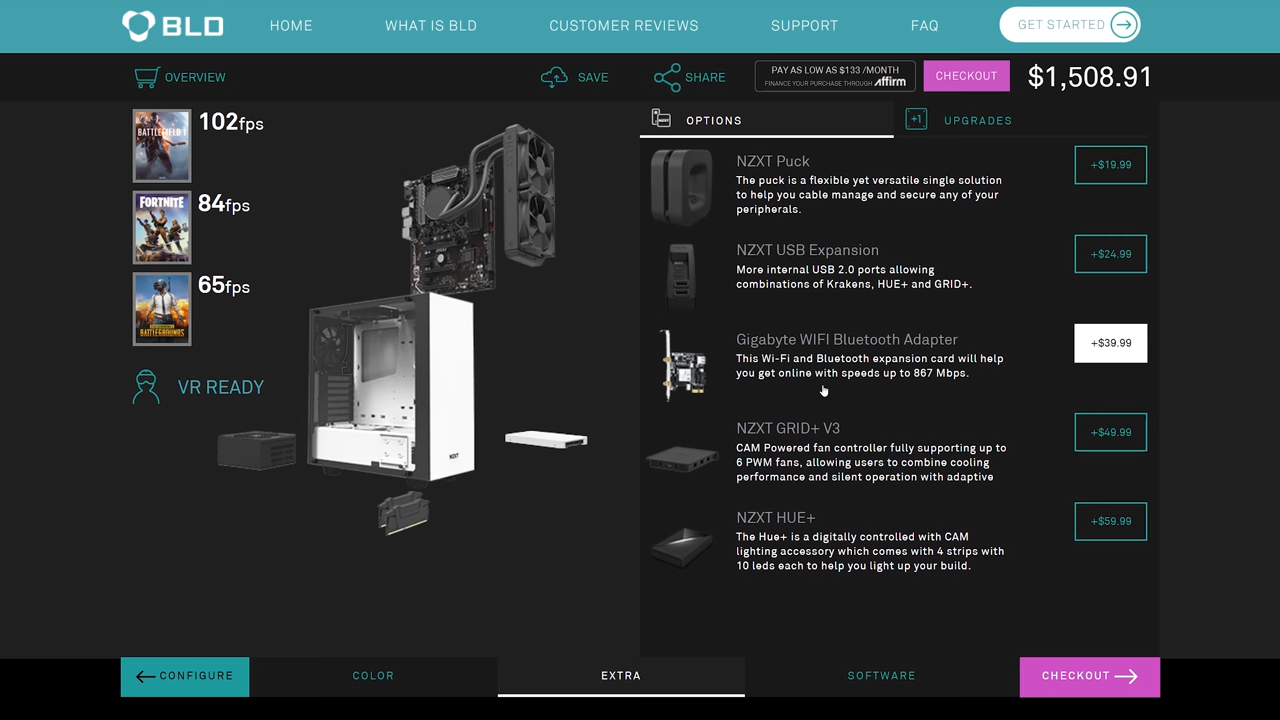 BLD
HOME
WHAT IS BLD
CUSTOMER REVIEWS
SUPPORT
FAQ
GET STARTED
OVERVIEW
SAVE
SHARE
PAY AS LOW AS $133 /MONTH
FINANCE YOUR PURCHASE THROUGH affirm
CHECKOUT
$1,508.91
BATTLEFIELD 1
102fps
FORTNITE
84fps
BATTLEGROUNDS
65fps
VR READY
NZXT
OPTIONS
+1
UPGRADES
NZXT Puck
The puck is a flexible yet versatile single solution
to help you cable manage and secure any of your
peripherals.
+$19.99
NZXT USB Expansion
More internal USB 2.0 ports allowing
combinations of Krakens, HUE+ and GRID+.
+$24.99
Gigabyte WIFI Bluetooth Adapter
This Wi-Fi and Bluetooth expansion card will help
you get online with speeds up to 867 Mbps.
+$39.99
NZXT GRID+ V3
CAM Powered fan controller fully supporting up to
6 PWM fans, allowing users to combine cooling
performance and silent operation with adaptive
+$49.99
NZXT HUE+
The Hue+ is a digitally controlled with CAM
lighting accessory which comes with 4 strips with
10 leds each to help you light up your build.
+$59.99
CONFIGURE
COLOR
EXTRA
SOFTWARE
CHECKOUT